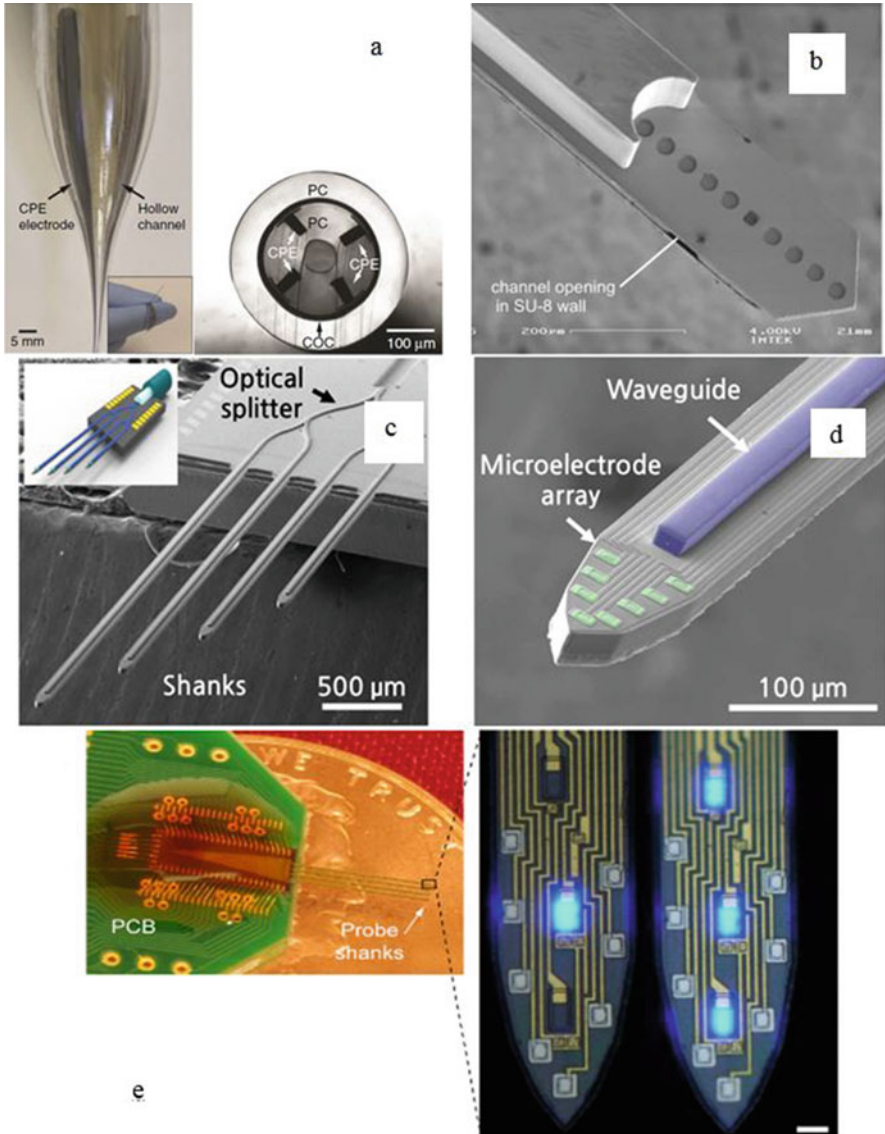 a
CPE
electrode
Hollow
channel
5 mm
PC
PC
CPE
CPE
COC
100 µm
b
channel opening
in SU-8 wall
200µm
4.00KV
21mm
IMTEK
Optical
splitter
c
Shanks
500 µm
Waveguide
d
Microelectrode
array
100 µm
WE TRUS
PCB
Probe
shanks
e